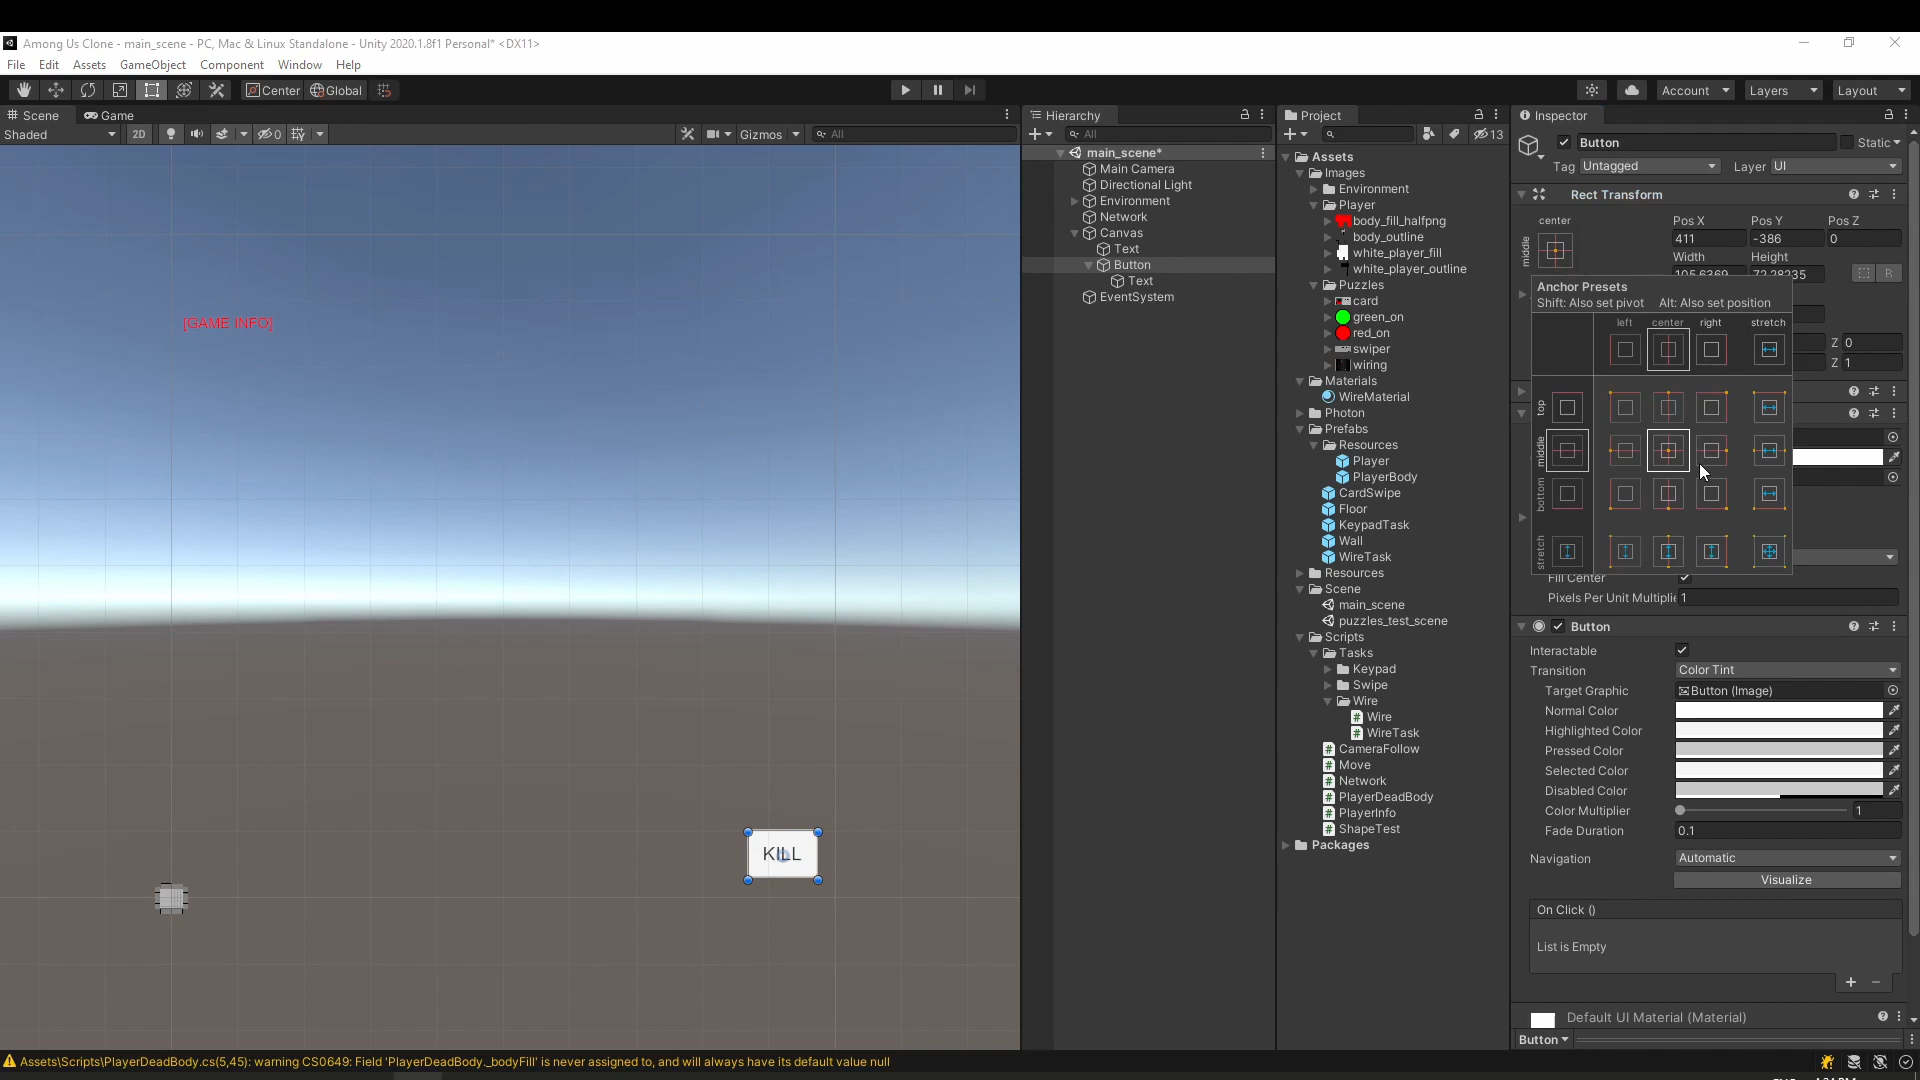 Among Us Clone - main_scene - PC, Mac & Linux Standalone - Unity 2020.1.8f1 Personal* <DX11>
File Edit Assets GameObject Component Window Help
Center Global Account Layers Layout
Scene Game
Shaded 2D 0 Gizmos All
[GAME INFO]
KILL
Hierarchy
All
main_scene*
Main Camera
Directional Light
Environment
Network
Canvas
Text
Button
Text
EventSystem
Project
13
Assets
Images
Environment
Player
body_fill_halfpng
body_outline
white_player_fill
white_player_outline
Puzzles
card
green_on
red_on
swiper
wiring
Materials
WireMaterial
Photon
Prefabs
Resources
Player
PlayerBody
CardSwipe
Floor
KeypadTask
Wall
WireTask
Resources
Scene
main_scene
puzzles_test_scene
Scripts
Tasks
Keypad
Swipe
Wire
Wire
WireTask
CameraFollow
Move
Network
PlayerDeadBody
PlayerInfo
ShapeTest
Packages
Inspector
Button Static
Tag Untagged Layer UI
Rect Transform
center Pos X Pos Y Pos Z
middle 411 -386 0
Width Height
105.6369 72.28235
R
Anchor Presets
Shift: Also set pivot Alt: Also set position
left center right stretch
top
middle
bottom
stretch
Z 0
Z 1
Fill Center
Pixels Per Unit Multiplie 1
Button
Interactable
Transition Color Tint
Target Graphic Button (Image)
Normal Color
Highlighted Color
Pressed Color
Selected Color
Disabled Color
Color Multiplier 1
Fade Duration 0.1
Navigation Automatic
Visualize
On Click ()
List is Empty
Default UI Material (Material)
Button
Assets\Scripts\PlayerDeadBody.cs(5,45): warning CS0649: Field 'PlayerDeadBody._bodyFill' is never assigned to, and will always have its default value null